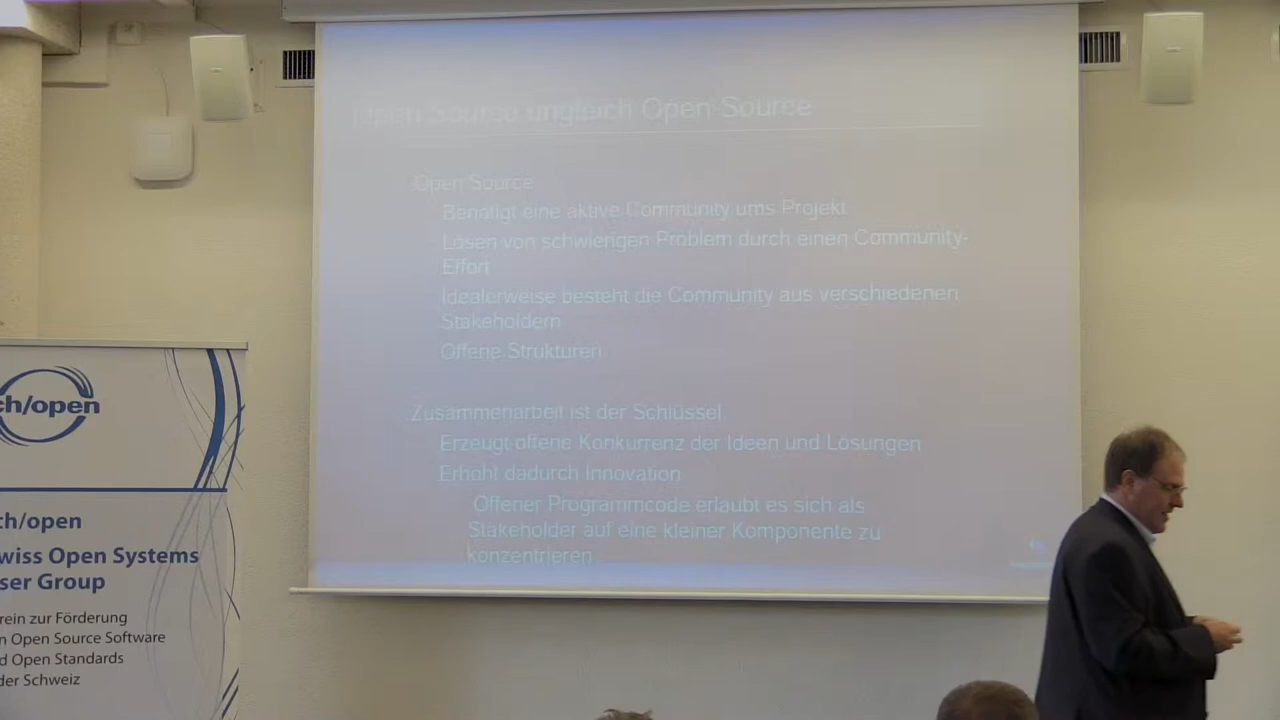 Open Source ungleich Open Source
Open Source
Benötigt eine aktive Community ums Projekt
Lösen von schwierigen Problem durch einen Community-
Effort
Idealerweise besteht die Community aus verschiedenen
Stakeholdern
Offene Strukturen
Zusammenarbeit ist der Schlüssel
Erzeugt offene Konkurrenz der Ideen und Lösungen
Erhöht dadurch Innovation
Offener Programmcode erlaubt es sich als
Stakeholder auf eine kleiner Komponente zu
konzentrieren
ch/open
ch/open
wiss Open Systems
ser Group
rein zur Förderung
n Open Source Software
d Open Standards
der Schweiz